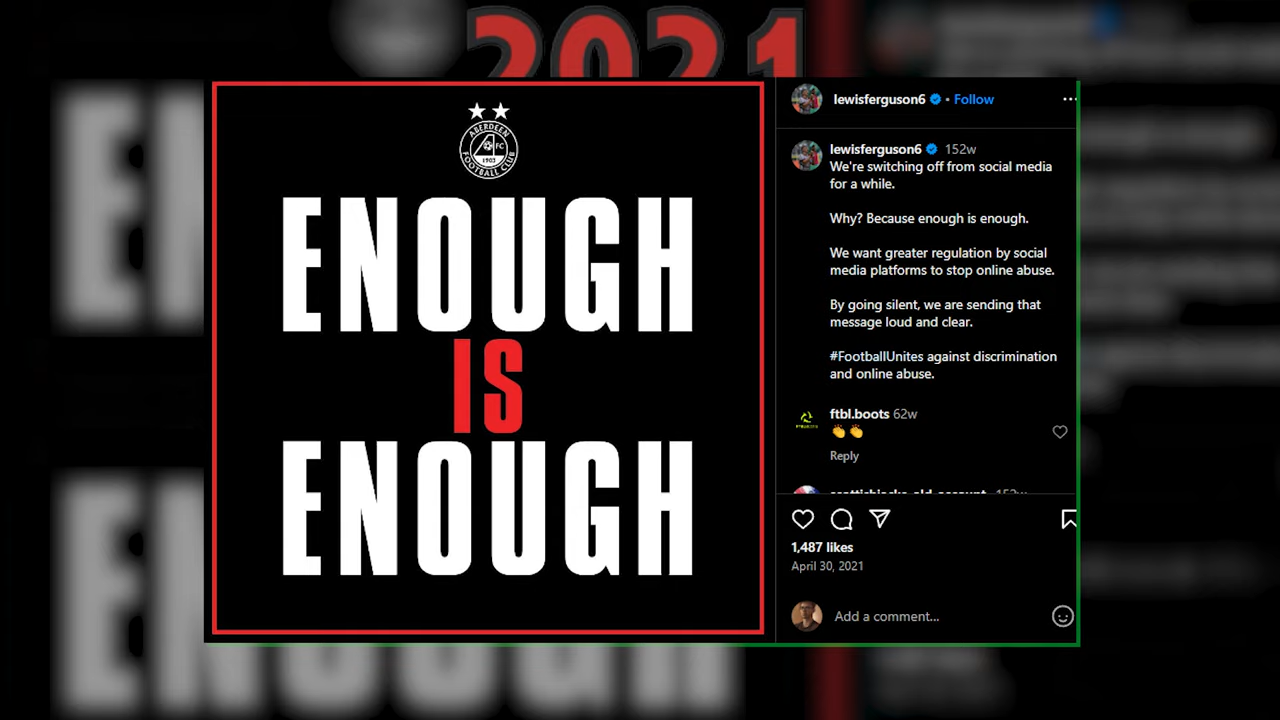 2021
ABERDEEN
FC
1903
FOOTBALL CLUB
ENOUGH
IS
ENOUGH
lewisferguson6 • Follow
lewisferguson6 152w
We're switching off from social media
for a while.
Why? Because enough is enough.
We want greater regulation by social
media platforms to stop online abuse.
By going silent, we are sending that
message loud and clear.
#FootballUnites against discrimination
and online abuse.
ftbl.boots 62w
👏👏
Reply
1,487 likes
April 30, 2021
Add a comment...